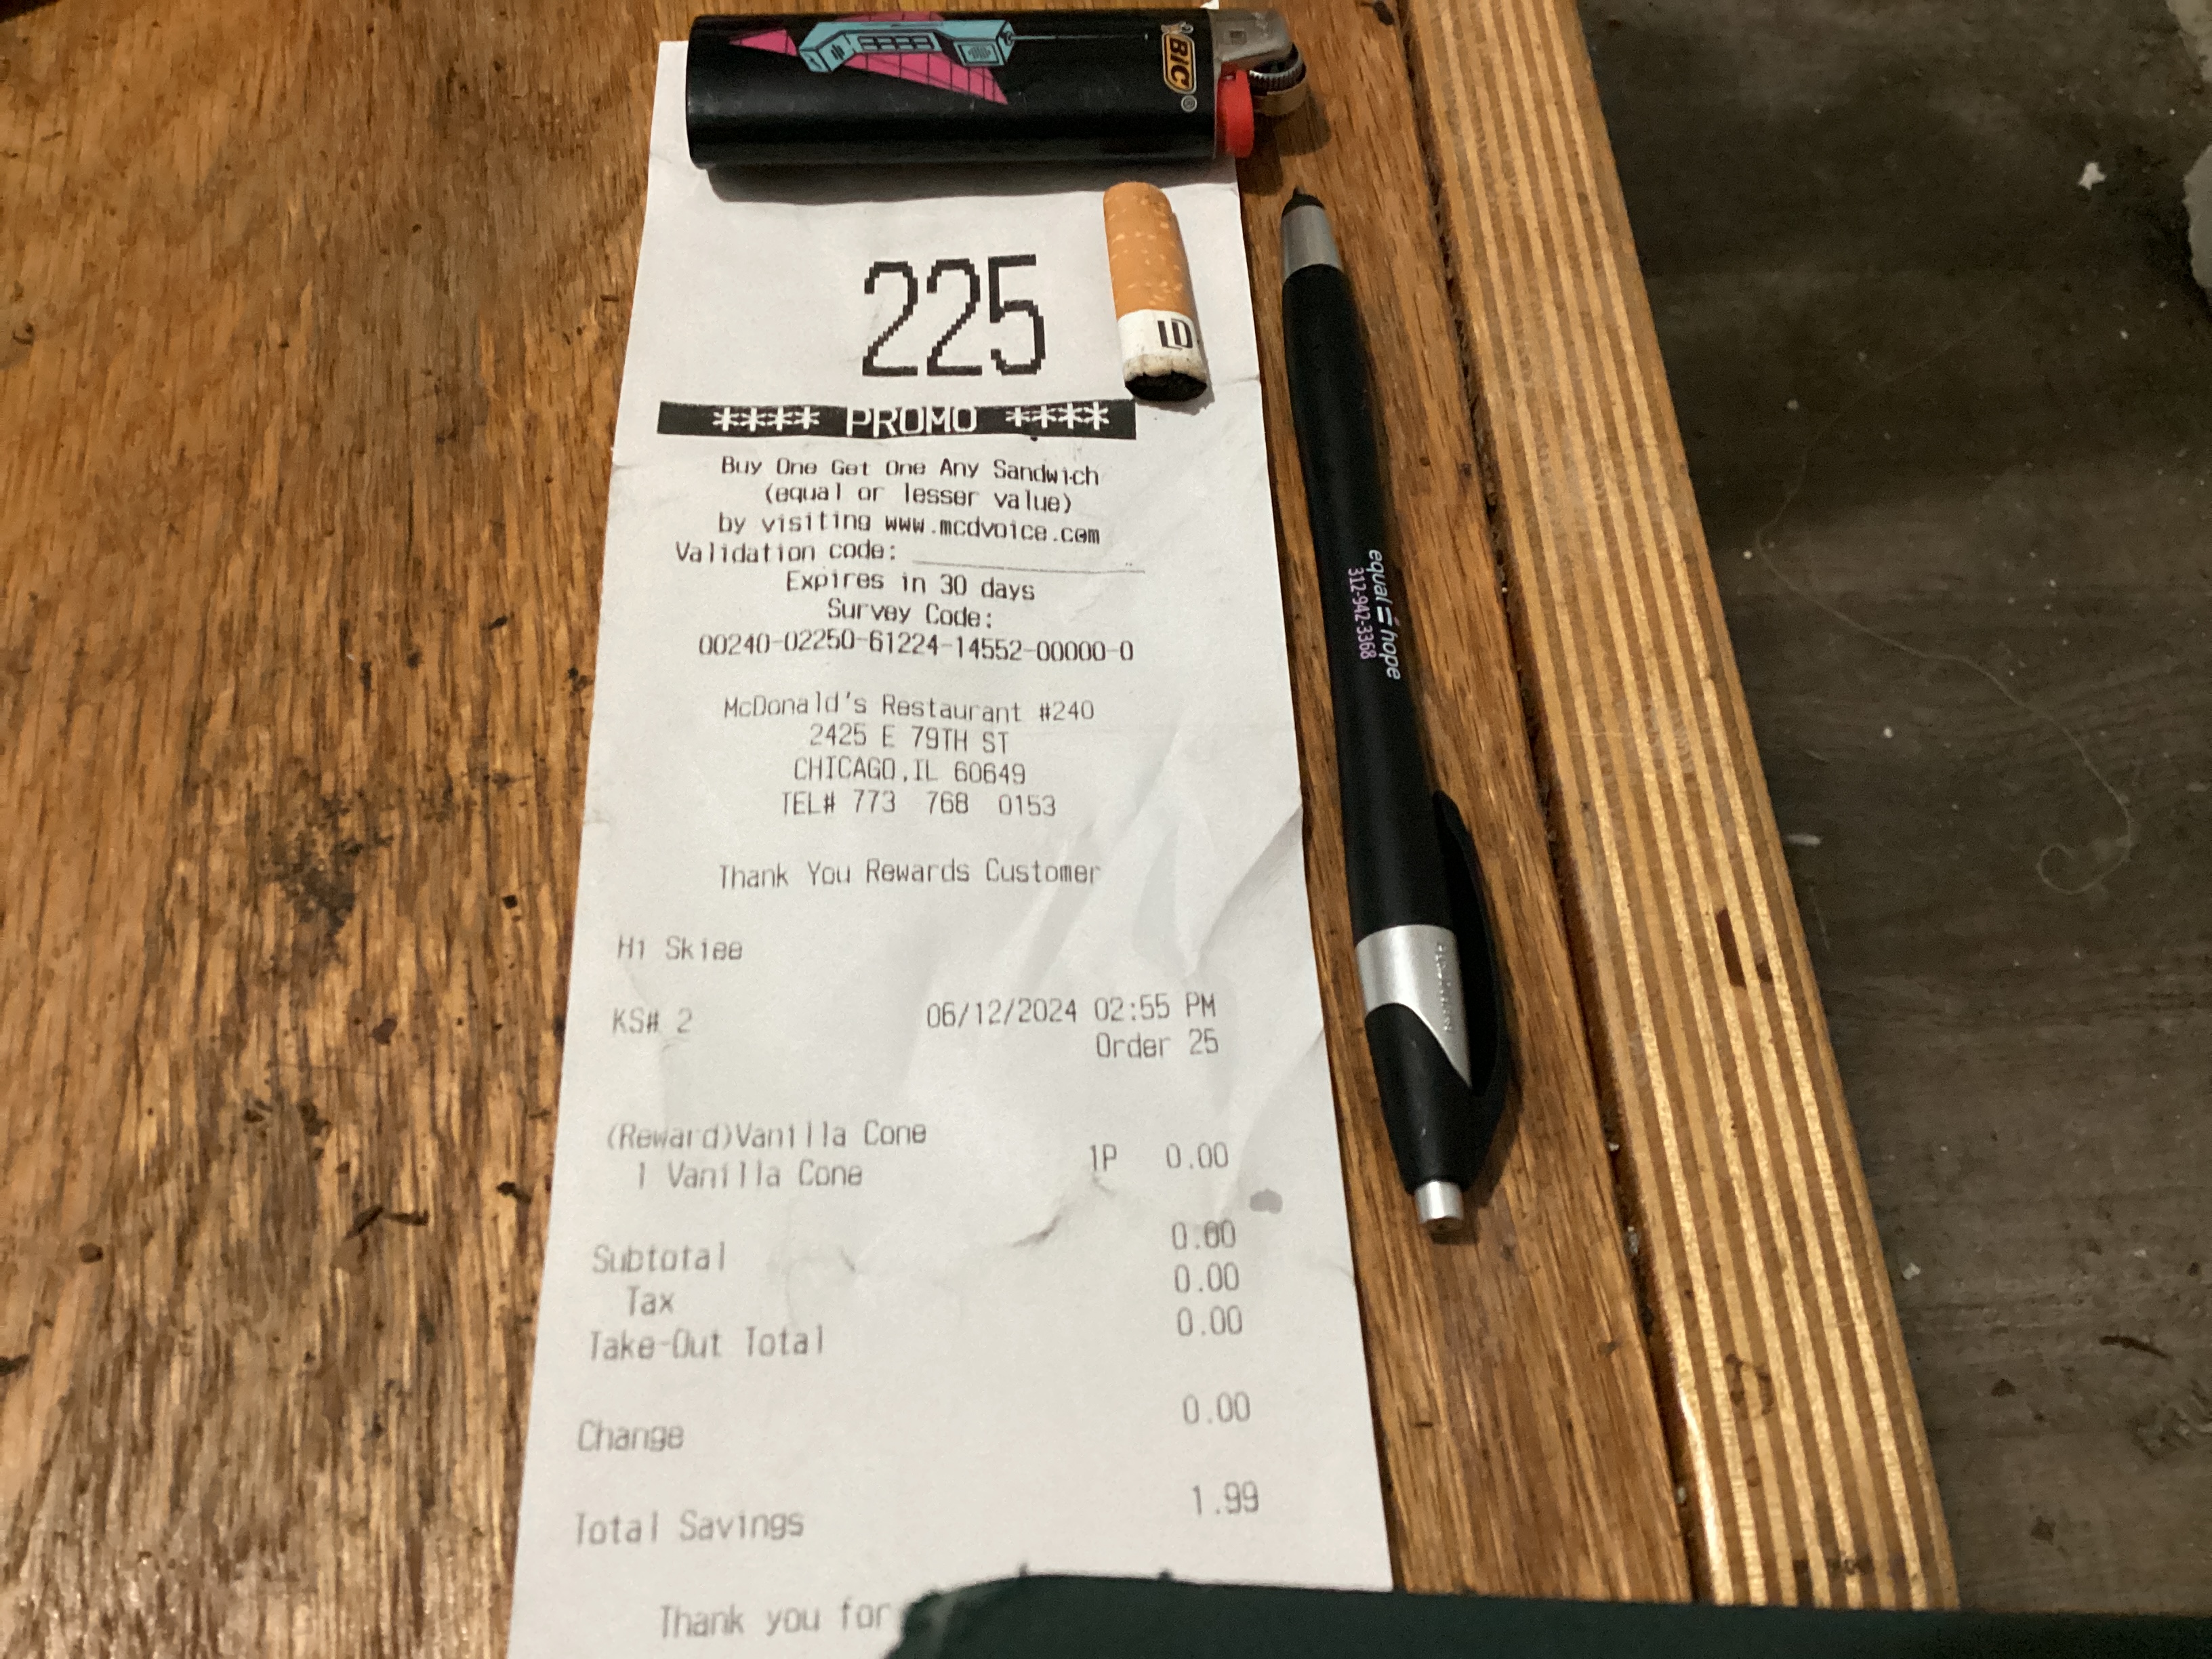 BIC
225
LD
**** PROMO ****
Buy One Get One Any Sandwich
(equal or lesser value)
by visiting www.mcdvoice.com
Validation code: ____________
Expires in 30 days
Survey Code:
00240-02250-61224-14552-00000-0
McDonald's Restaurant #240
2425 E 79TH ST
CHICAGO,IL 60649
TEL# 773 768 0153
Thank You Rewards Customer
Hi Skiee
KS# 2 06/12/2024 02:55 PM
Order 25
(Reward)Vanilla Cone
1 Vanilla Cone 1P 0.00
Subtotal 0.00
Tax 0.00
Take-Out Total 0.00
Change 0.00
Total Savings 1.99
Thank you for
equal=hope
312-942-3368